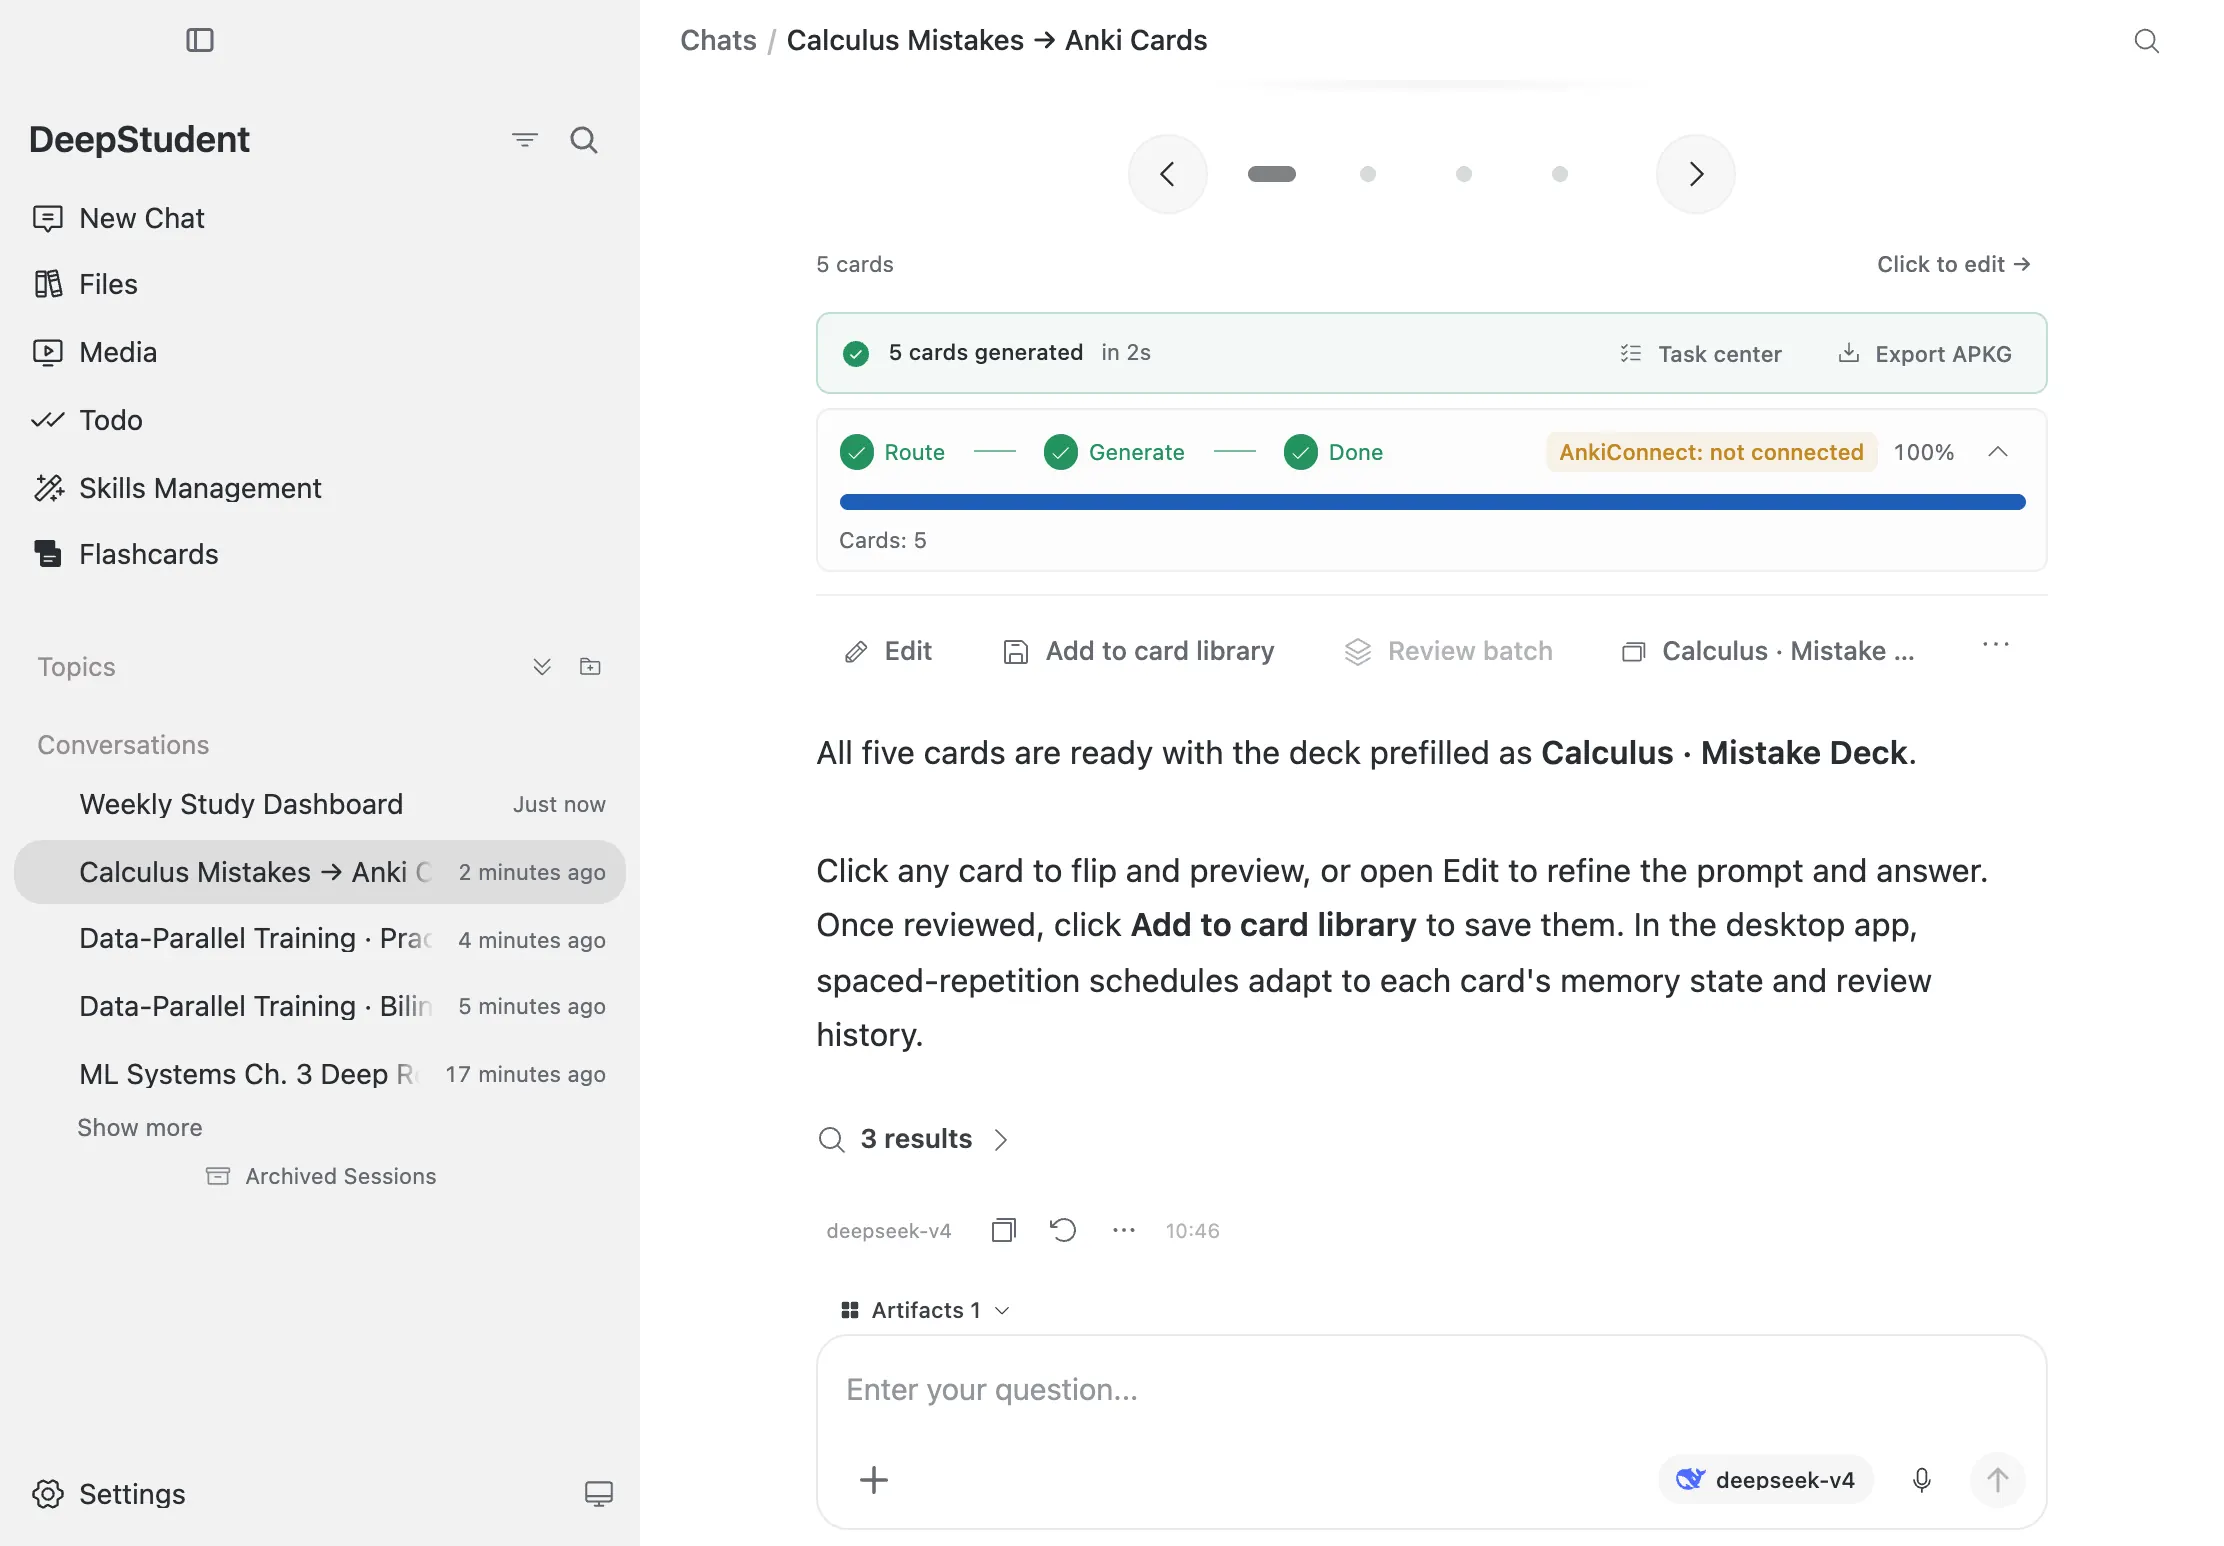 DeepStudent
New Chat
Files
Media
Todo
Skills Management
Flashcards
Topics
Conversations
Weekly Study Dashboard Just now
Calculus Mistakes → Anki 2 minutes ago
Data-Parallel Training · 4 minutes ago
Data-Parallel Training · 5 minutes ago
ML Systems Ch. 3 Deep 17 minutes ago
Show more
Archived Sessions
Settings
Chats / Calculus Mistakes → Anki Cards
5 cards Click to edit →
5 cards generated in 2s Task center Export APKG
Route Generate Done AnkiConnect: not connected 100%
Cards: 5
Edit Add to card library Review batch Calculus · Mistake ...
All five cards are ready with the deck prefilled as Calculus · Mistake Deck.
Click any card to flip and preview, or open Edit to refine the prompt and answer.
Once reviewed, click Add to card library to save them. In the desktop app,
spaced-repetition schedules adapt to each card's memory state and review
history.
3 results
deepseek-v4 10:46
Artifacts 1
Enter your question...
deepseek-v4